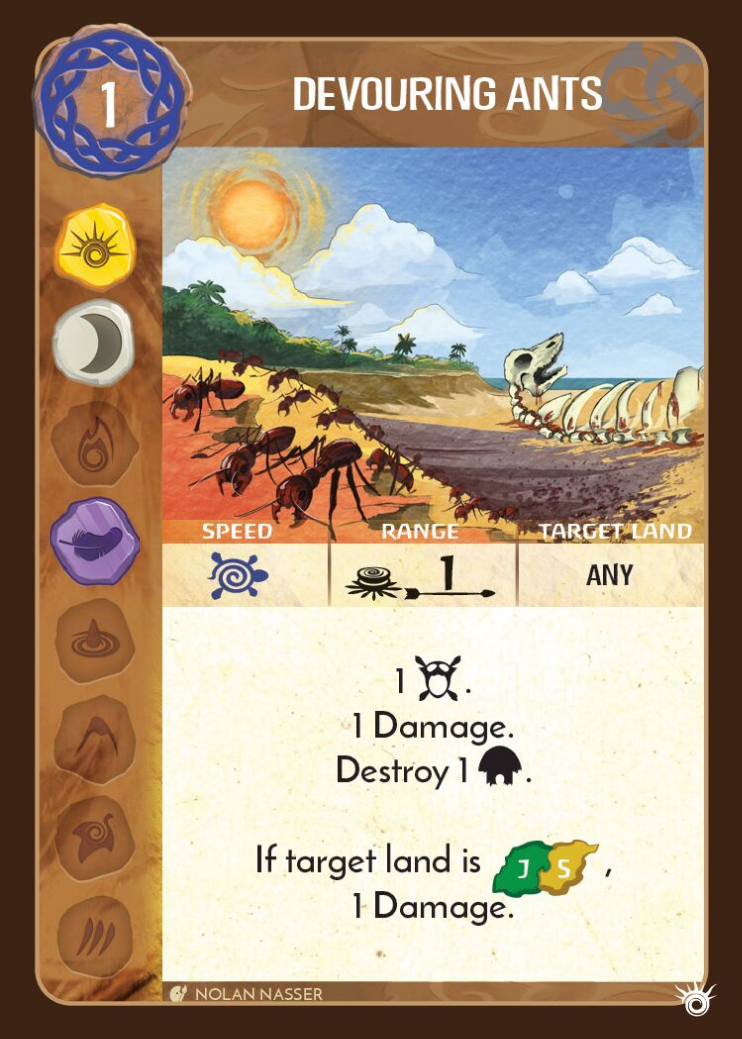 1
DEVOURING ANTS
SPEED RANGE TARGET LAND
1 ANY
1 .
1 Damage.
Destroy 1 .
If target land is J S ,
1 Damage.
NOLAN NASSER